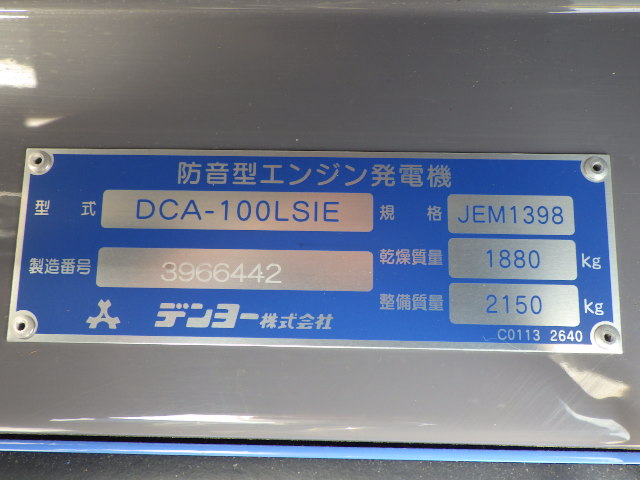 防音型エンジン発電機
型 式 DCA-100LSIE 規 格 JEM1398
製造番号 3966442 乾燥質量 1880 Kg
整備質量 2150 Kg
デンヨー株式会社
C0113 2640